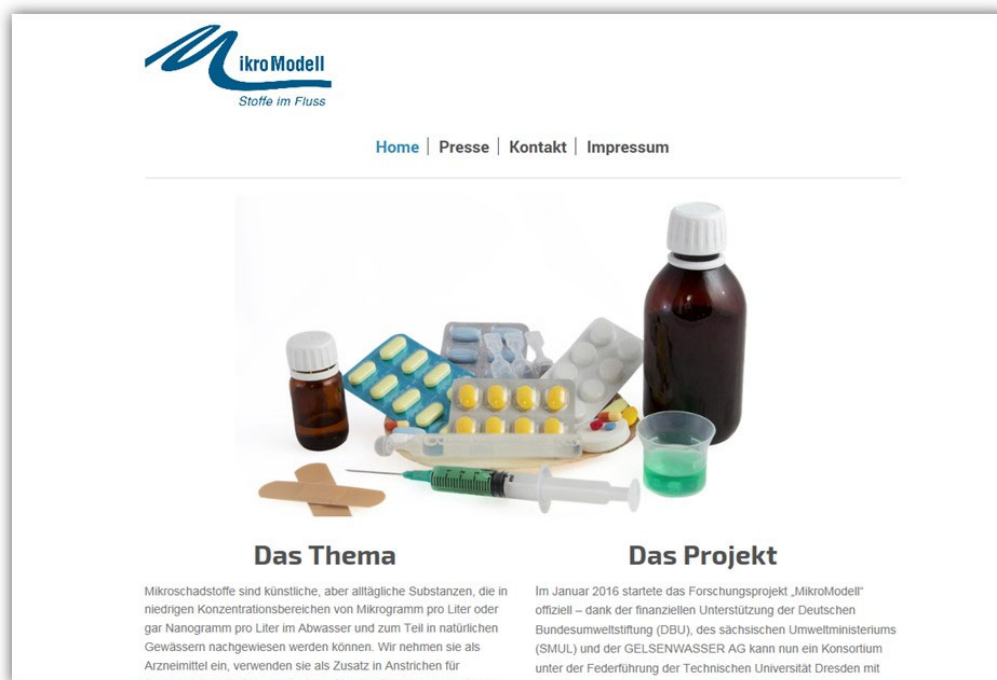 MikroModell
Stoffe im Fluss
Home | Presse | Kontakt | Impressum
Das Thema
Mikroschadstoffe sind künstliche, aber alltägliche Substanzen, die in
niedrigen Konzentrationsbereichen von Mikrogramm pro Liter oder
gar Nanogramm pro Liter im Abwasser und zum Teil in natürlichen
Gewässern nachgewiesen werden können. Wir nehmen sie als
Arzneimittel ein, verwenden sie als Zusatz in Anstrichen für
Das Projekt
Im Januar 2016 startete das Forschungsprojekt „MikroModell"
offiziell – dank der finanziellen Unterstützung der Deutschen
Bundesumweltstiftung (DBU), des sächsischen Umweltministeriums
(SMUL) und der GELSENWASSER AG kann nun ein Konsortium
unter der Federführung der Technischen Universität Dresden mit